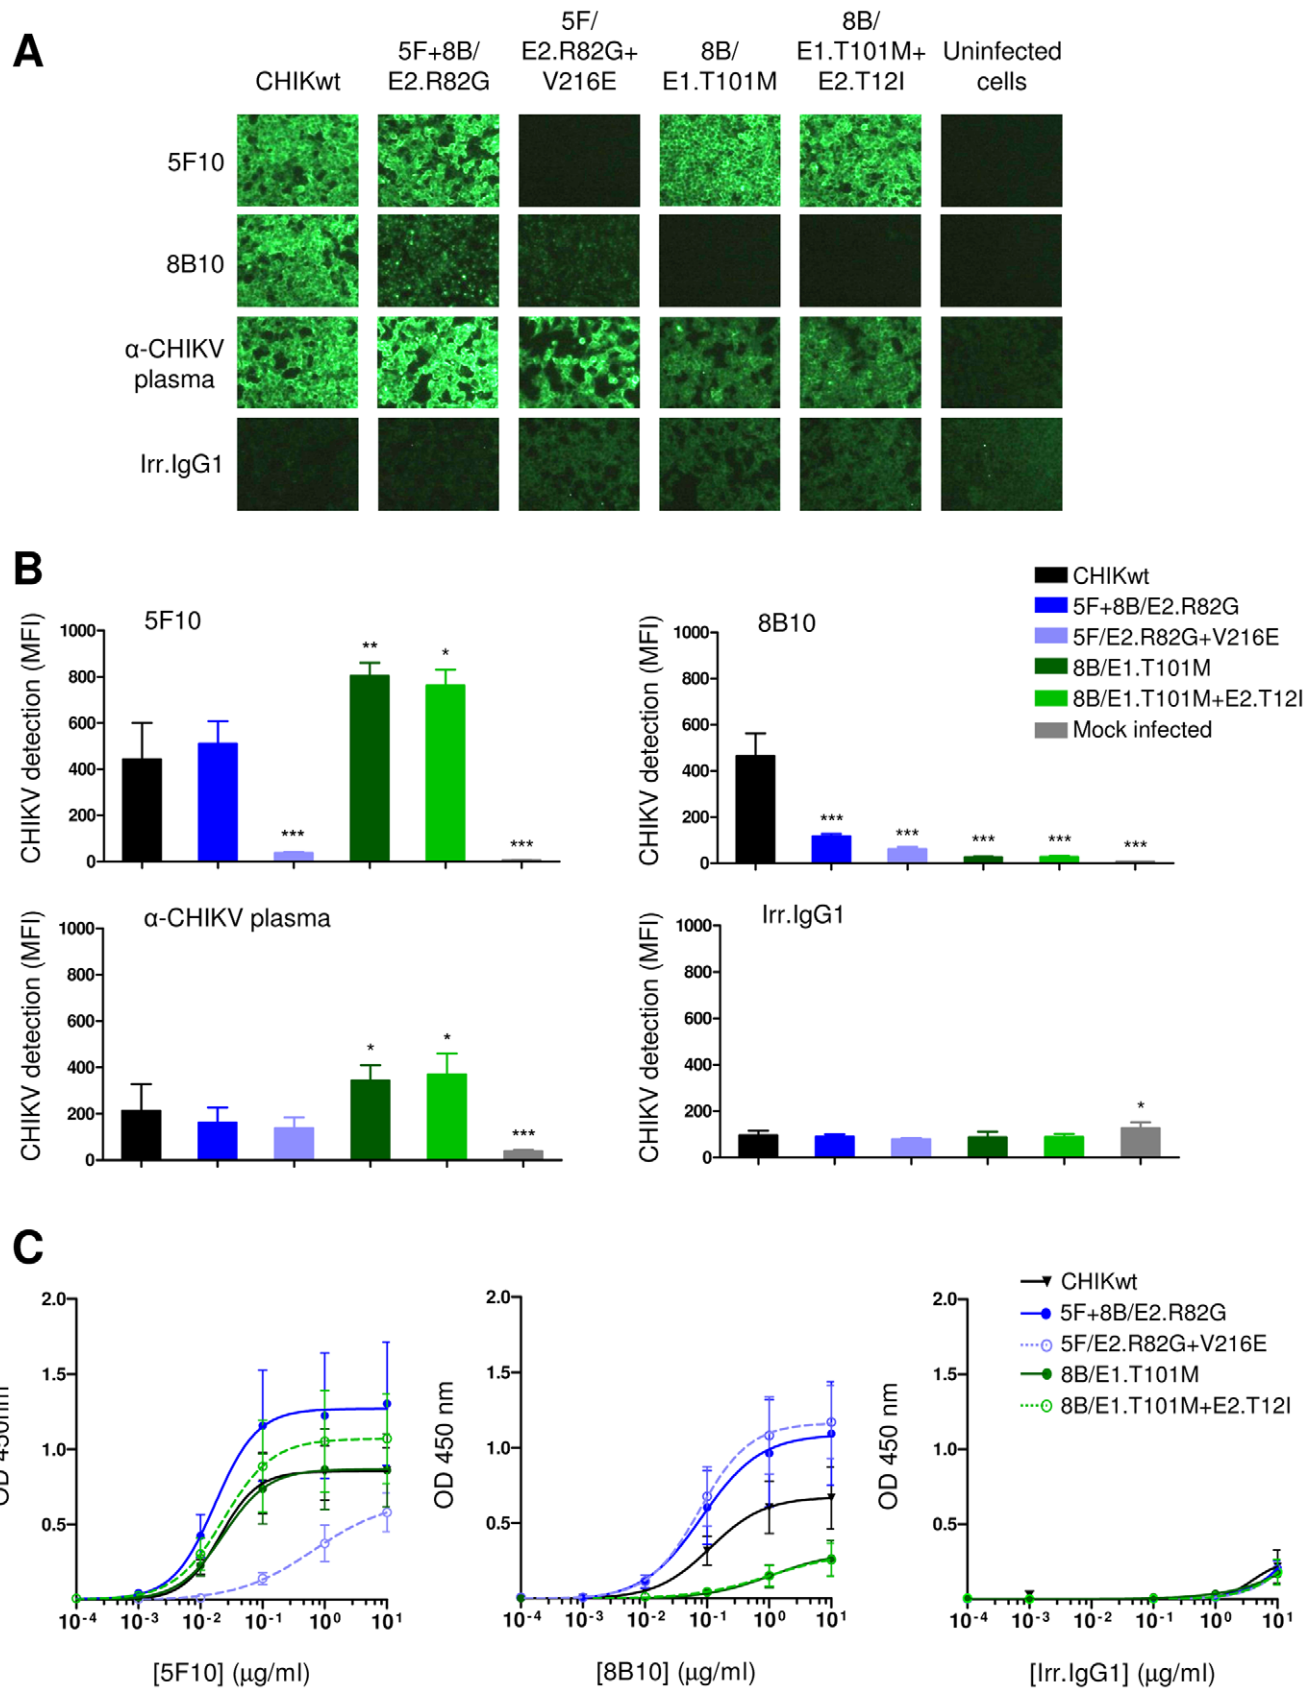 A
CHIKwt
5F+8B/
E2.R82G
5F/
E2.R82G+
V216E
8B/
E1.T101M
8B/
E1.T101M+
E2.T12I
Uninfected
cells
5F10
8B10
α-CHIKV
plasma
Irr.IgG1
B
CHIKwt
5F+8B/E2.R82G
5F/E2.R82G+V216E
8B/E1.T101M
8B/E1.T101M+E2.T12I
Mock infected
5F10
CHIKV detection (MFI)
1000
800
600
400
200
0
***
**
*
***
8B10
CHIKV detection (MFI)
1000
800
600
400
200
0
***
***
***
***
***
α-CHIKV plasma
CHIKV detection (MFI)
1000
800
600
400
200
0
*
*
***
Irr.IgG1
CHIKV detection (MFI)
1000
800
600
400
200
0
*
C
CHIKwt
5F+8B/E2.R82G
5F/E2.R82G+V216E
8B/E1.T101M
8B/E1.T101M+E2.T12I
OD 450nm
2.0
1.5
1.0
0.5
10-4 10-3 10-2 10-1 100 101
[5F10] (μg/ml)
OD 450 nm
2.0
1.5
1.0
0.5
10-4 10-3 10-2 10-1 100 101
[8B10] (μg/ml)
OD 450 nm
2.0
1.5
1.0
0.5
10-4 10-3 10-2 10-1 100 101
[Irr.IgG1] (μg/ml)